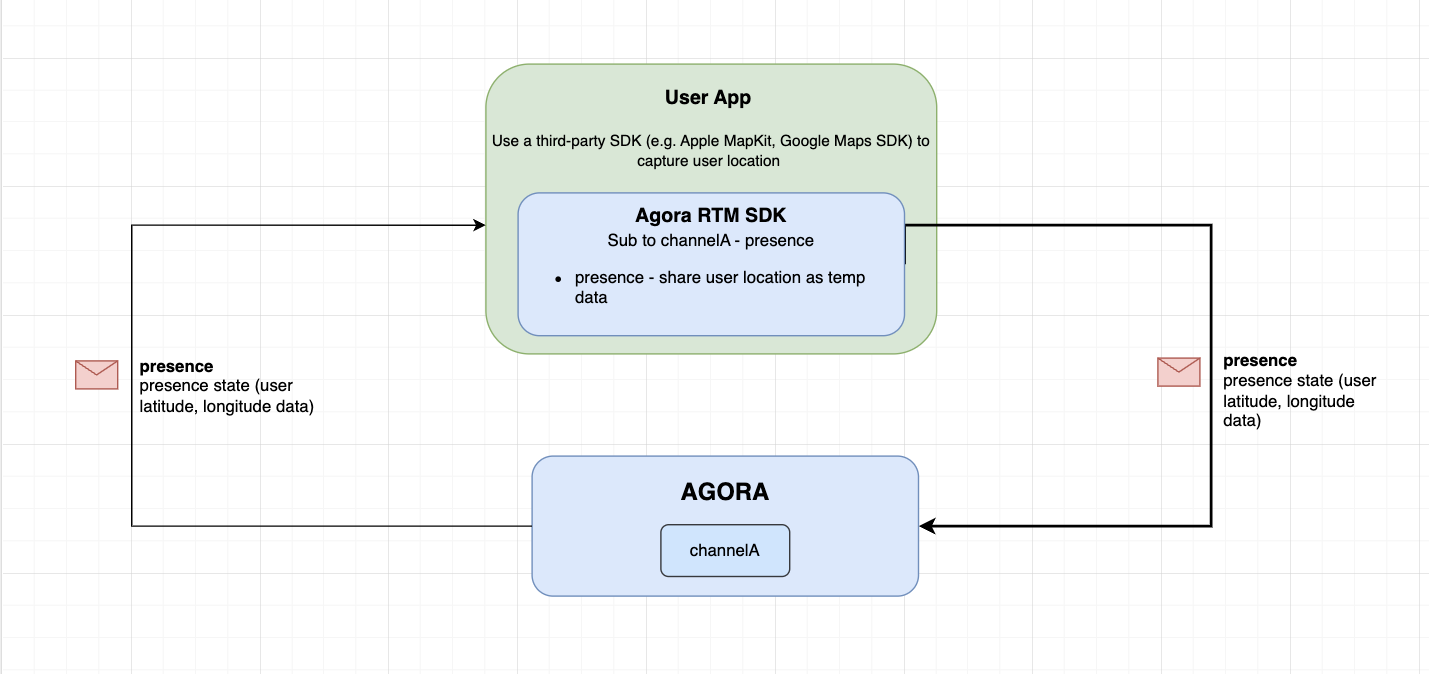 User App
Use a third-party SDK (e.g. Apple MapKit, Google Maps SDK) to
capture user location
Agora RTM SDK
Sub to channelA - presence
• presence - share user location as temp
data
presence
presence state (user
latitude, longitude data)
presence
presence state (user
latitude, longitude
data)
AGORA
channelA